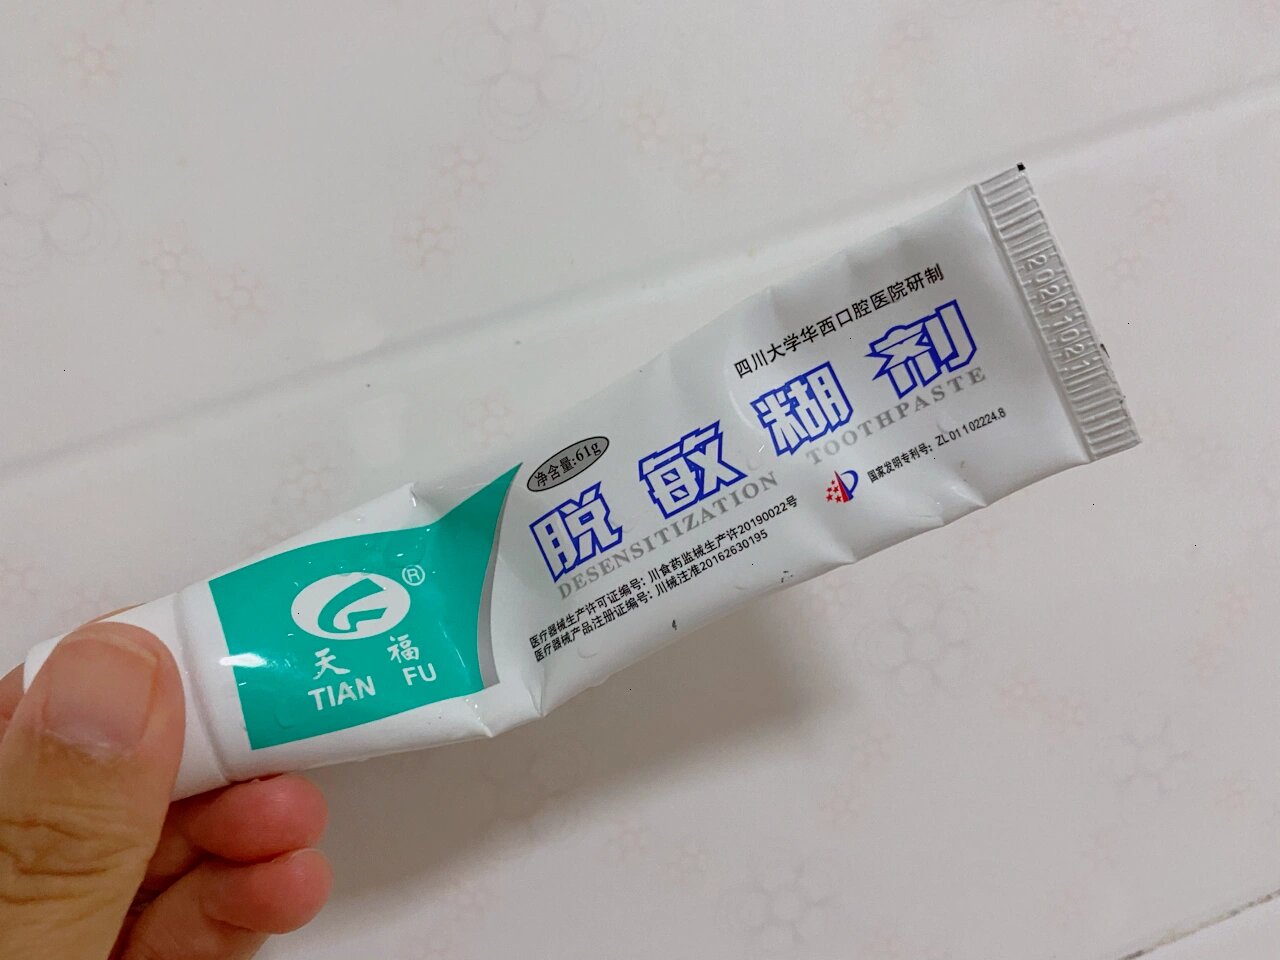 四川大学华西口腔医院研制
净含量:61g
脱敏糊剂
DESENSITIZATION TOOTHPASTE
国家发明专利号: ZL 01 1 02224.8
医疗器械生产许可证编号: 川食药监械生产许20190022号
医疗器械产品注册证编号: 川械注准20162630195
®
天福
TIAN FU
20201021